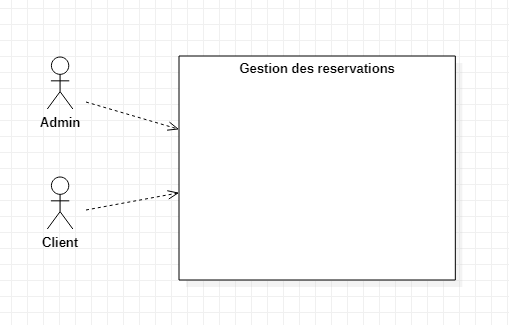 Gestion des reservations
Admin
Client